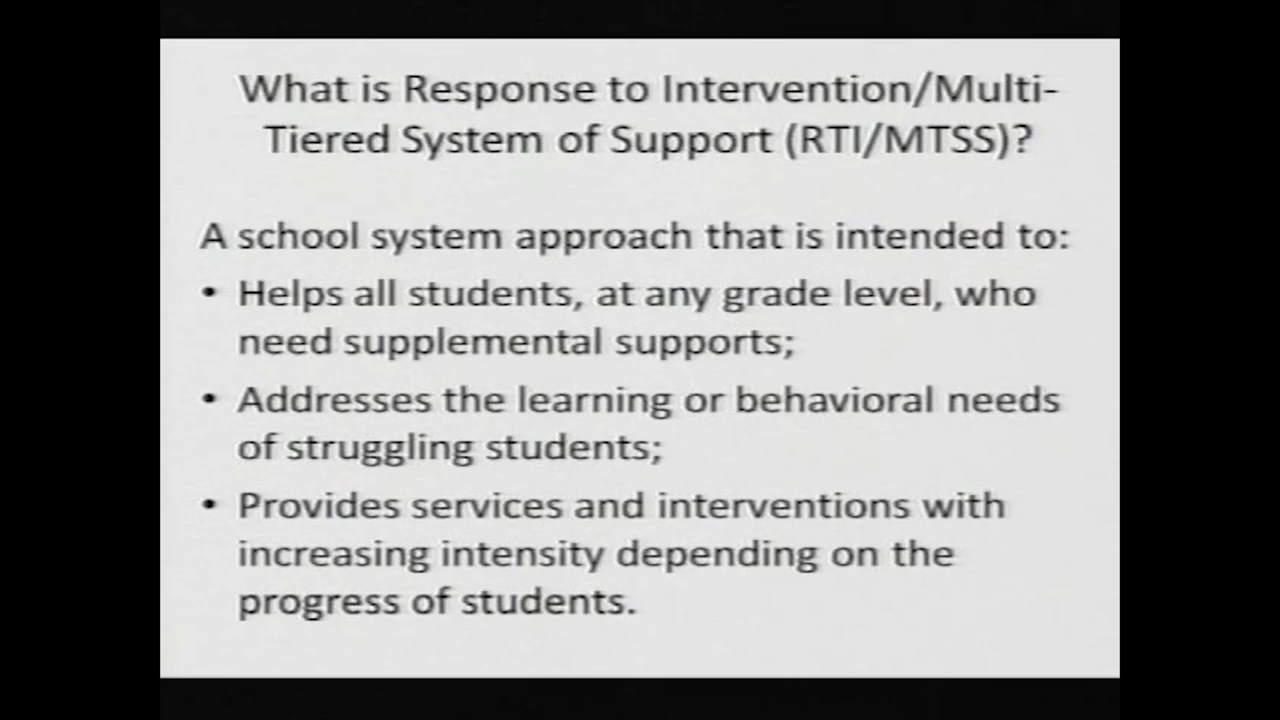 What is Response to Intervention/Multi-
Tiered System of Support (RTI/MTSS)?
A school system approach that is intended to:
• Helps all students, at any grade level, who
need supplemental supports;
• Addresses the learning or behavioral needs
of struggling students;
• Provides services and interventions with
increasing intensity depending on the
progress of students.